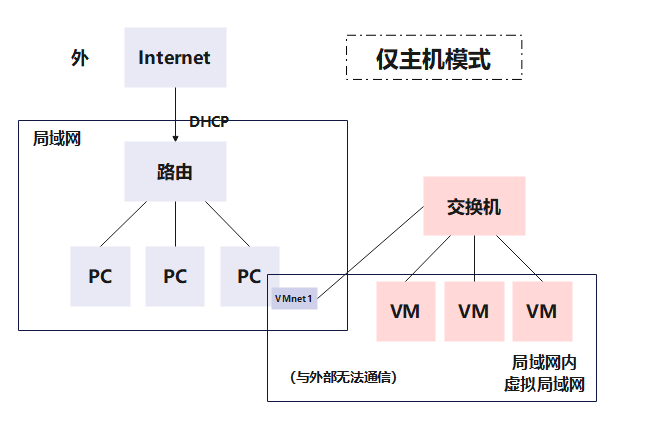 外
Internet
仅主机模式
DHCP
局域网
路由
交换机
PC
PC
PC
VMnet1
VM
VM
VM
局域网内
虚拟局域网
（与外部无法通信）